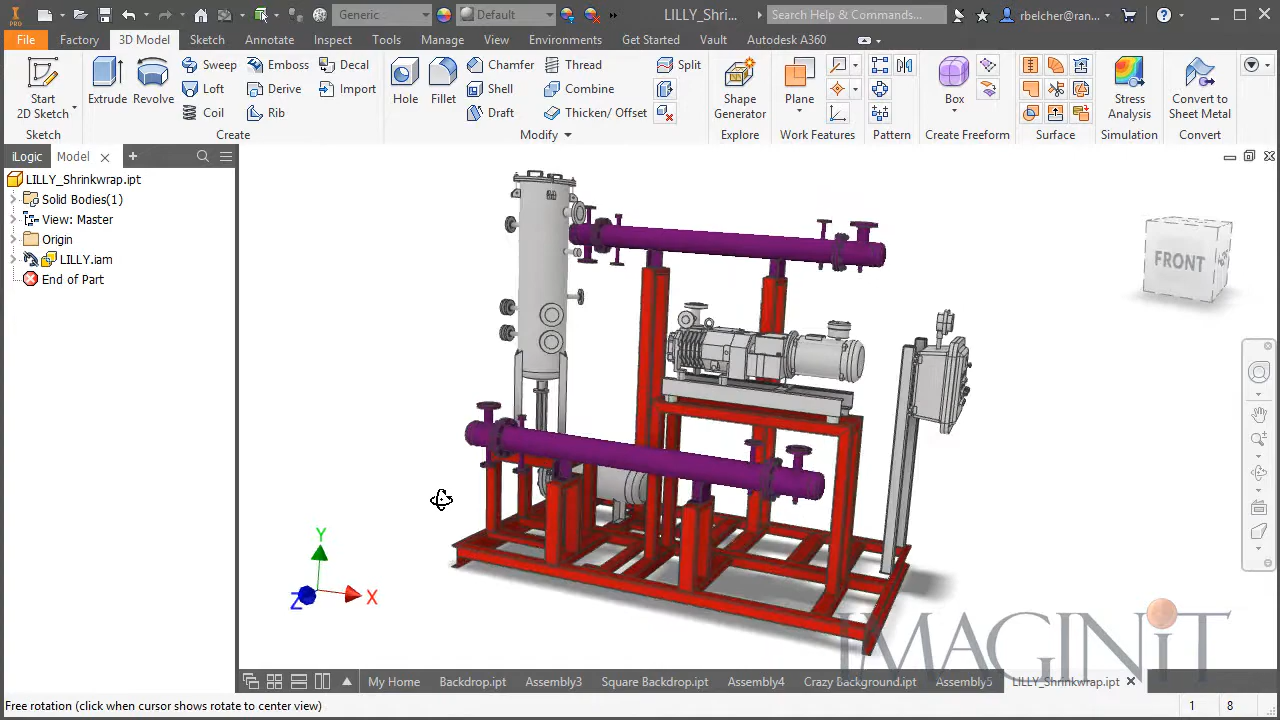 PRO
Generic
Default
LILLY_Shri...
Search Help & Commands...
rbelcher@ran...
File Factory 3D Model Sketch Annotate Inspect Tools Manage View Environments Get Started Vault Autodesk A360
Start
2D Sketch
Extrude
Revolve
Sweep
Loft
Coil
Emboss
Derive
Rib
Decal
Import
Hole
Fillet
Chamfer
Shell
Draft
Thread
Combine
Thicken/ Offset
Split
Shape
Generator
Plane
Box
Stress
Analysis
Convert to
Sheet Metal
Sketch
Create
Modify
Explore
Work Features
Pattern
Create Freeform
Surface
Simulation
Convert
iLogic
Model
LILLY_Shrinkwrap.ipt
Solid Bodies(1)
View: Master
Origin
LILLY.iam
End of Part
FRONT
Y
Z
X
IMAGINiT
My Home
Backdrop.ipt
Assembly3
Square Backdrop.ipt
Assembly4
Crazy Background.ipt
Assembly5
LILLY_Shrinkwrap.ipt
Free rotation (click when cursor shows rotate to center view)
1
8